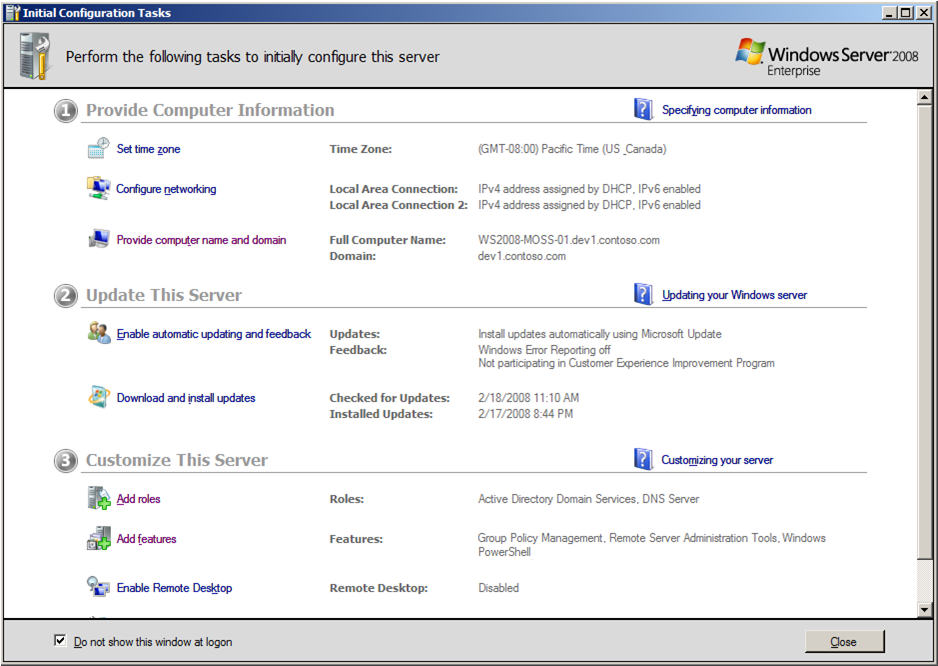 Initial Configuration Tasks
Perform the following tasks to initially configure this server
Windows Server 2008
Enterprise
1 Provide Computer Information
Specifying computer information
Set time zone
Time Zone: (GMT-08:00) Pacific Time (US _Canada)
Configure networking
Local Area Connection: IPv4 address assigned by DHCP, IPv6 enabled
Local Area Connection 2: IPv4 address assigned by DHCP, IPv6 enabled
Provide computer name and domain
Full Computer Name: WS2008-MOSS-01.dev1.contoso.com
Domain: dev1.contoso.com
2 Update This Server
Updating your Windows server
Enable automatic updating and feedback
Updates: Install updates automatically using Microsoft Update
Feedback: Windows Error Reporting off
Not participating in Customer Experience Improvement Program
Download and install updates
Checked for Updates: 2/18/2008 11:10 AM
Installed Updates: 2/17/2008 8:44 PM
3 Customize This Server
Customizing your server
Add roles
Roles: Active Directory Domain Services, DNS Server
Add features
Features: Group Policy Management, Remote Server Administration Tools, Windows
PowerShell
Enable Remote Desktop
Remote Desktop: Disabled
Do not show this window at logon
Close